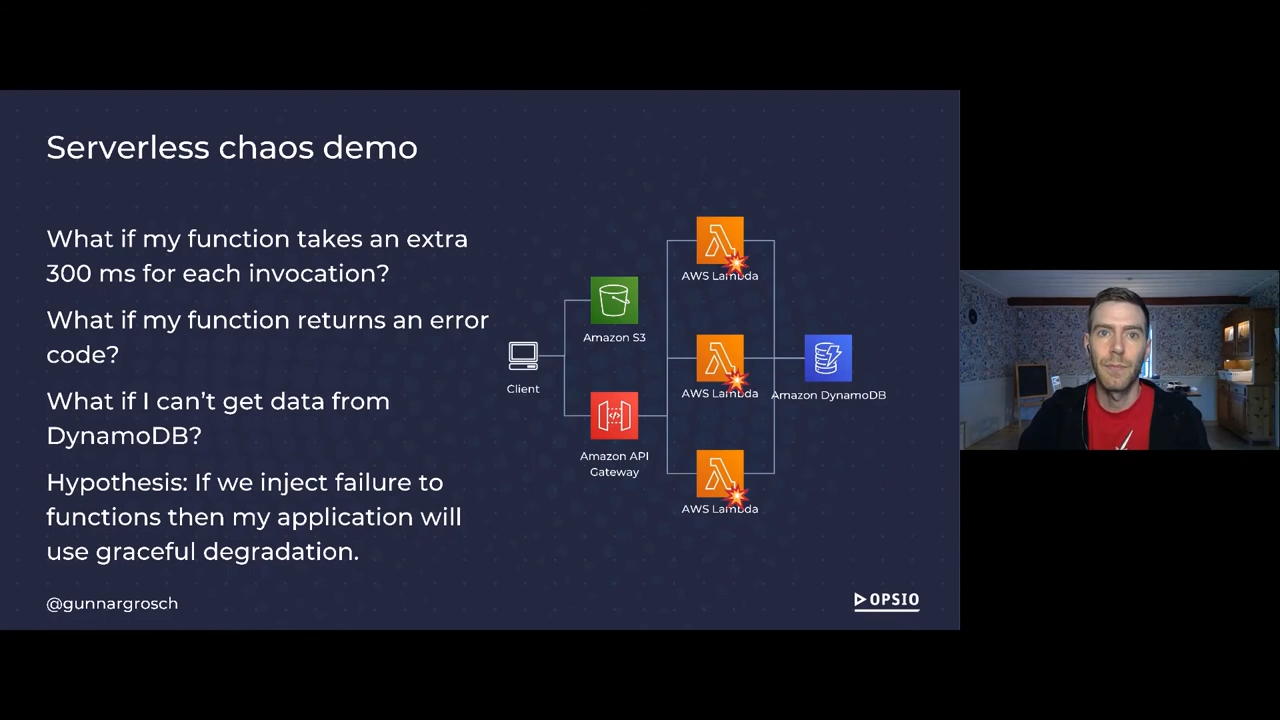 Serverless chaos demo
What if my function takes an extra
300 ms for each invocation?
What if my function returns an error
code?
What if I can't get data from
DynamoDB?
Hypothesis: If we inject failure to
functions then my application will
use graceful degradation.
Client
Amazon S3
Amazon API
Gateway
AWS Lambda
AWS Lambda
AWS Lambda
Amazon DynamoDB
@gunnargrosch
OPSIO